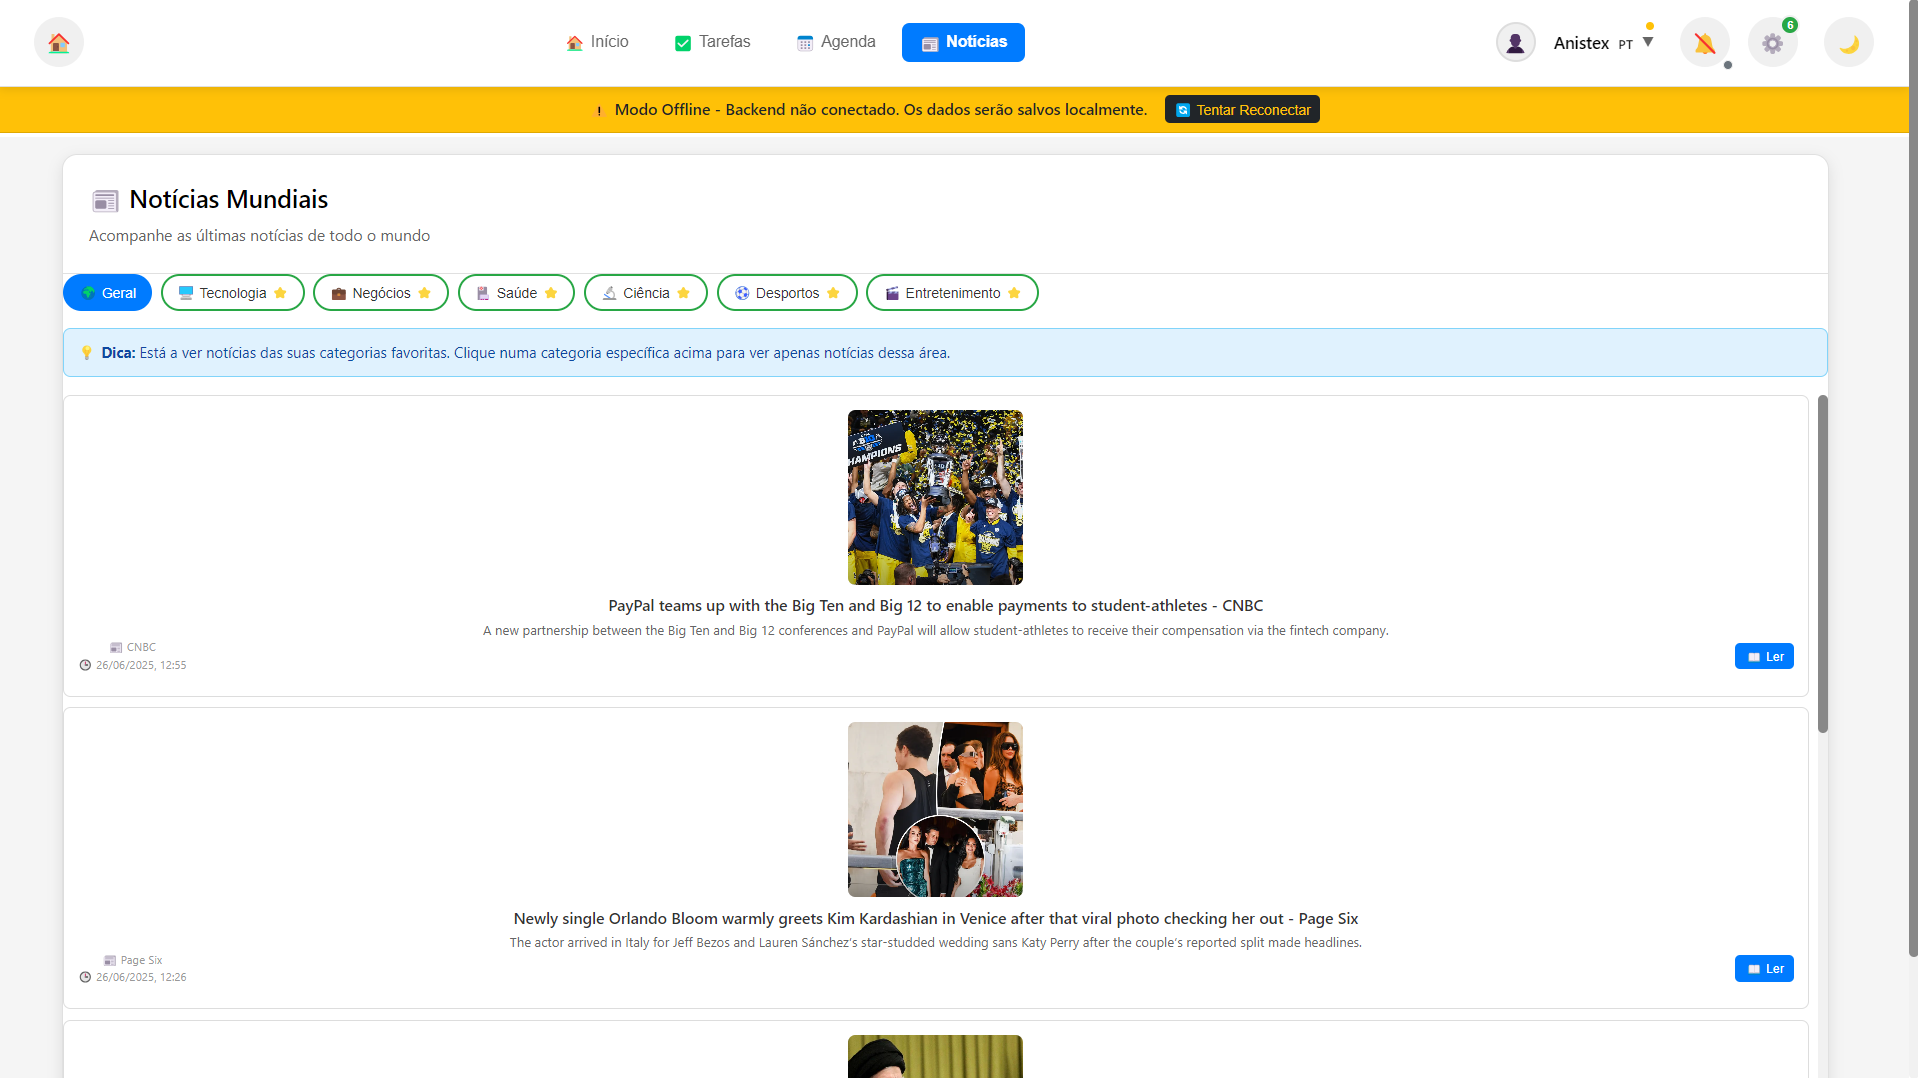 Início
Tarefas
Agenda
Notícias
Anistex PT ▼
6
Modo Offline - Backend não conectado. Os dados serão salvos localmente.
Tentar Reconectar
Notícias Mundiais
Acompanhe as últimas notícias de todo o mundo
Geral
Tecnologia
Negócios
Saúde
Ciência
Desportos
Entretenimento
Dica: Está a ver notícias das suas categorias favoritas. Clique numa categoria específica acima para ver apenas notícias dessa área.
CHAMPIONS
PayPal teams up with the Big Ten and Big 12 to enable payments to student-athletes - CNBC
A new partnership between the Big Ten and Big 12 conferences and PayPal will allow student-athletes to receive their compensation via the fintech company.
CNBC
26/06/2025, 12:55
Ler
Newly single Orlando Bloom warmly greets Kim Kardashian in Venice after that viral photo checking her out - Page Six
The actor arrived in Italy for Jeff Bezos and Lauren Sánchez's star-studded wedding sans Katy Perry after the couple’s reported split made headlines.
Page Six
26/06/2025, 12:26
Ler